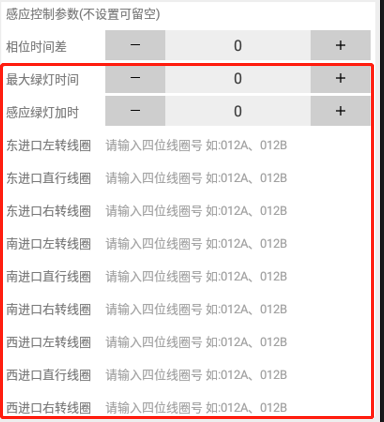 感应控制参数(不设置可留空)
相位时间差 − 0 +
最大绿灯时间 − 0 +
感应绿灯加时 − 0 +
东进口左转线圈 请输入四位线圈号 如:012A、012B
东进口直行线圈 请输入四位线圈号 如:012A、012B
东进口右转线圈 请输入四位线圈号 如:012A、012B
南进口左转线圈 请输入四位线圈号 如:012A、012B
南进口直行线圈 请输入四位线圈号 如:012A、012B
南进口右转线圈 请输入四位线圈号 如:012A、012B
西进口左转线圈 请输入四位线圈号 如:012A、012B
西进口直行线圈 请输入四位线圈号 如:012A、012B
西进口右转线圈 请输入四位线圈号 如:012A、012B